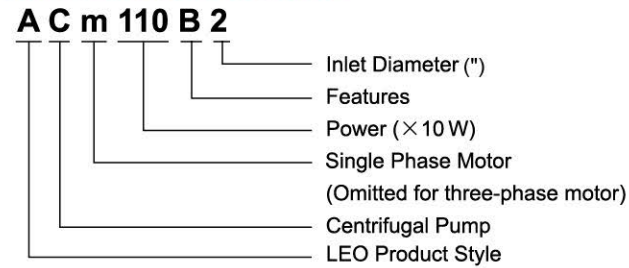 A C m 110 B 2
Inlet Diameter (")
Features
Power (×10 W)
Single Phase Motor
(Omitted for three-phase motor)
Centrifugal Pump
LEO Product Style